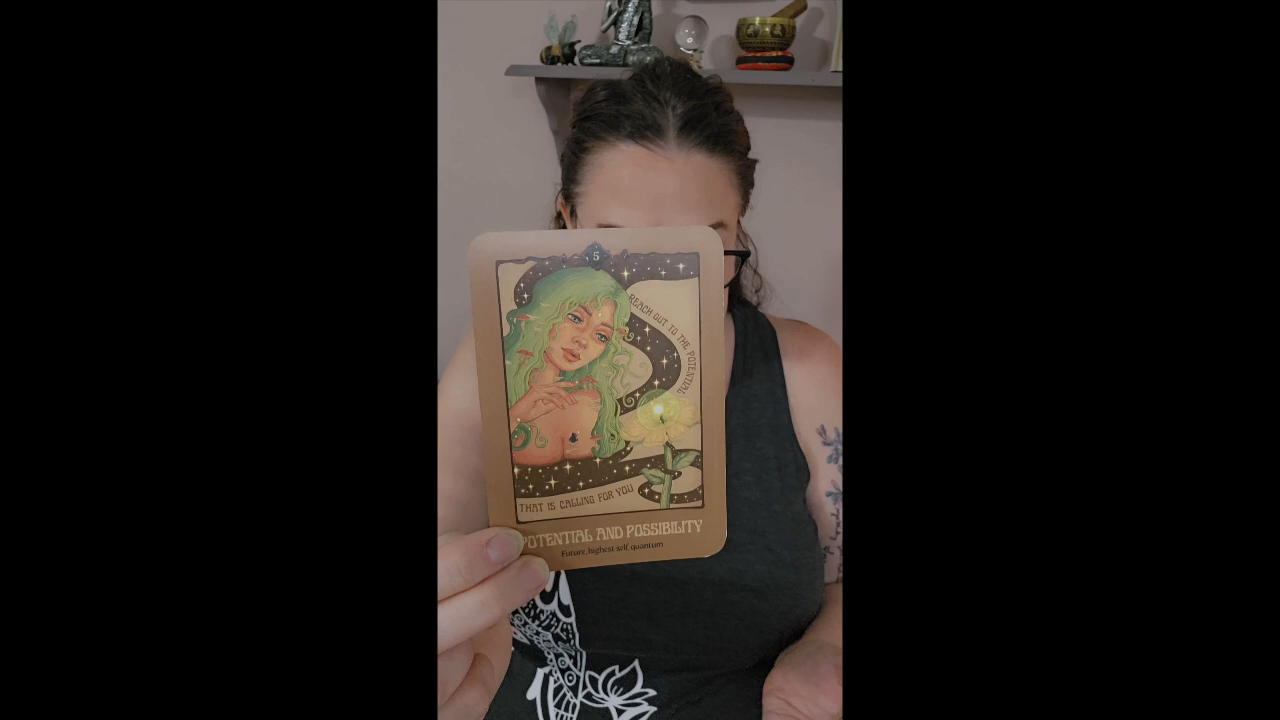 5
REACH OUT TO THE POTENTIAL
THAT IS CALLING FOR YOU
POTENTIAL AND POSSIBILITY
Future, highest self, quantum